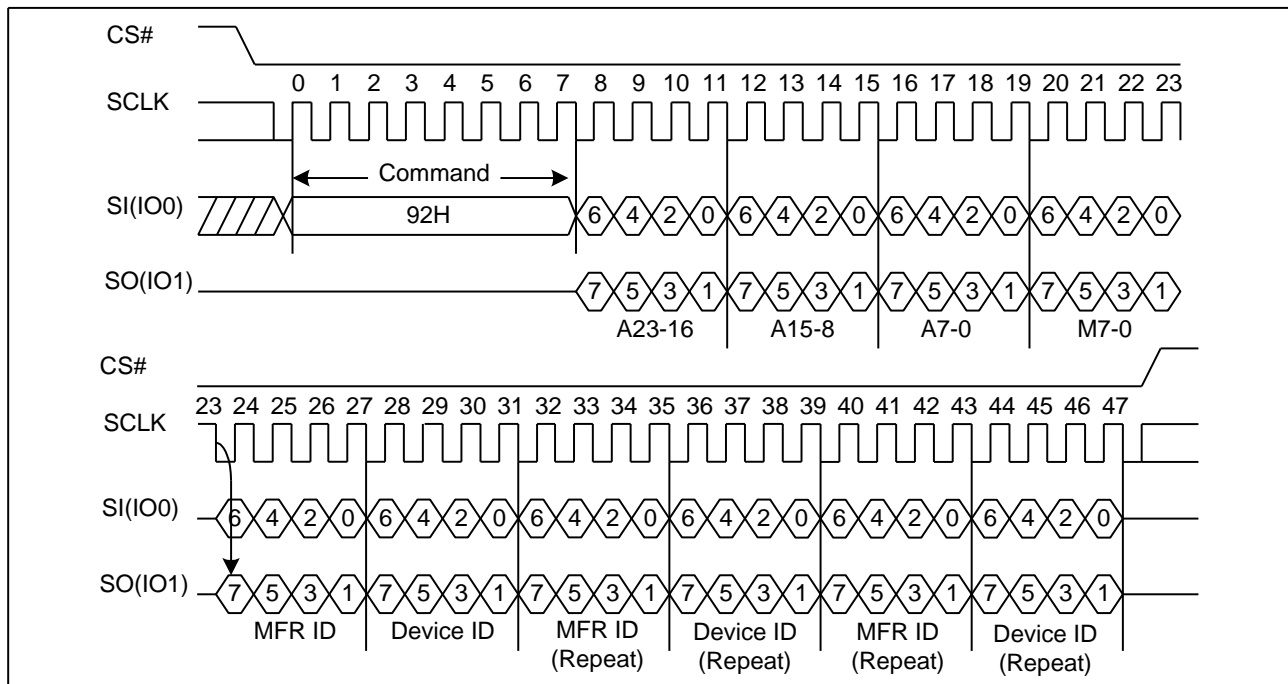 CS#
0 1 2 3 4 5 6 7 8 9 10 11 12 13 14 15 16 17 18 19 20 21 22 23
SCLK
Command
SI(IO0)
92H 6 4 2 0 6 4 2 0 6 4 2 0 6 4 2 0
SO(IO1)
7 5 3 1 7 5 3 1 7 5 3 1 7 5 3 1
A23-16 A15-8 A7-0 M7-0
CS#
23 24 25 26 27 28 29 30 31 32 33 34 35 36 37 38 39 40 41 42 43 44 45 46 47
SCLK
SI(IO0) 6 4 2 0 6 4 2 0 6 4 2 0 6 4 2 0 6 4 2 0 6 4 2 0
SO(IO1) 7 5 3 1 7 5 3 1 7 5 3 1 7 5 3 1 7 5 3 1 7 5 3 1
MFR ID Device ID MFR ID Device ID MFR ID Device ID
(Repeat) (Repeat) (Repeat) (Repeat)